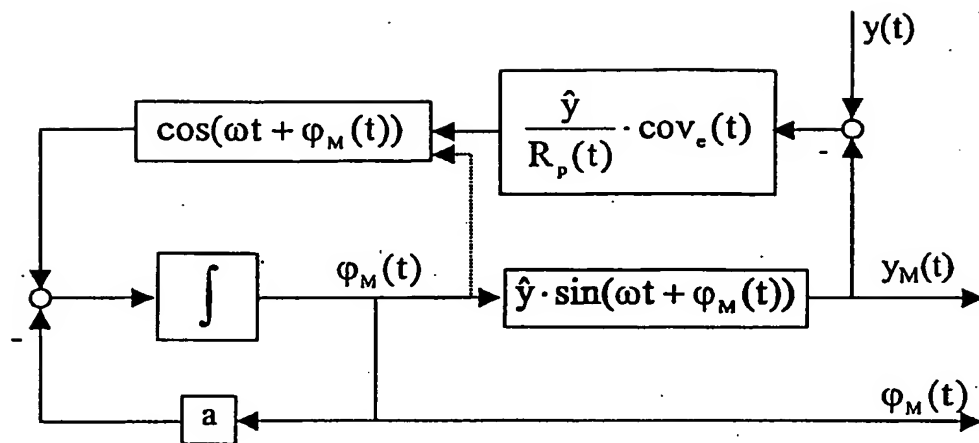 y(t)
cos(ωt + φ_M(t))
ŷ / R_p(t) · cov_e(t)
-
φ_M(t)
∫
ŷ · sin(ωt + φ_M(t))
y_M(t)
-
a
φ_M(t)